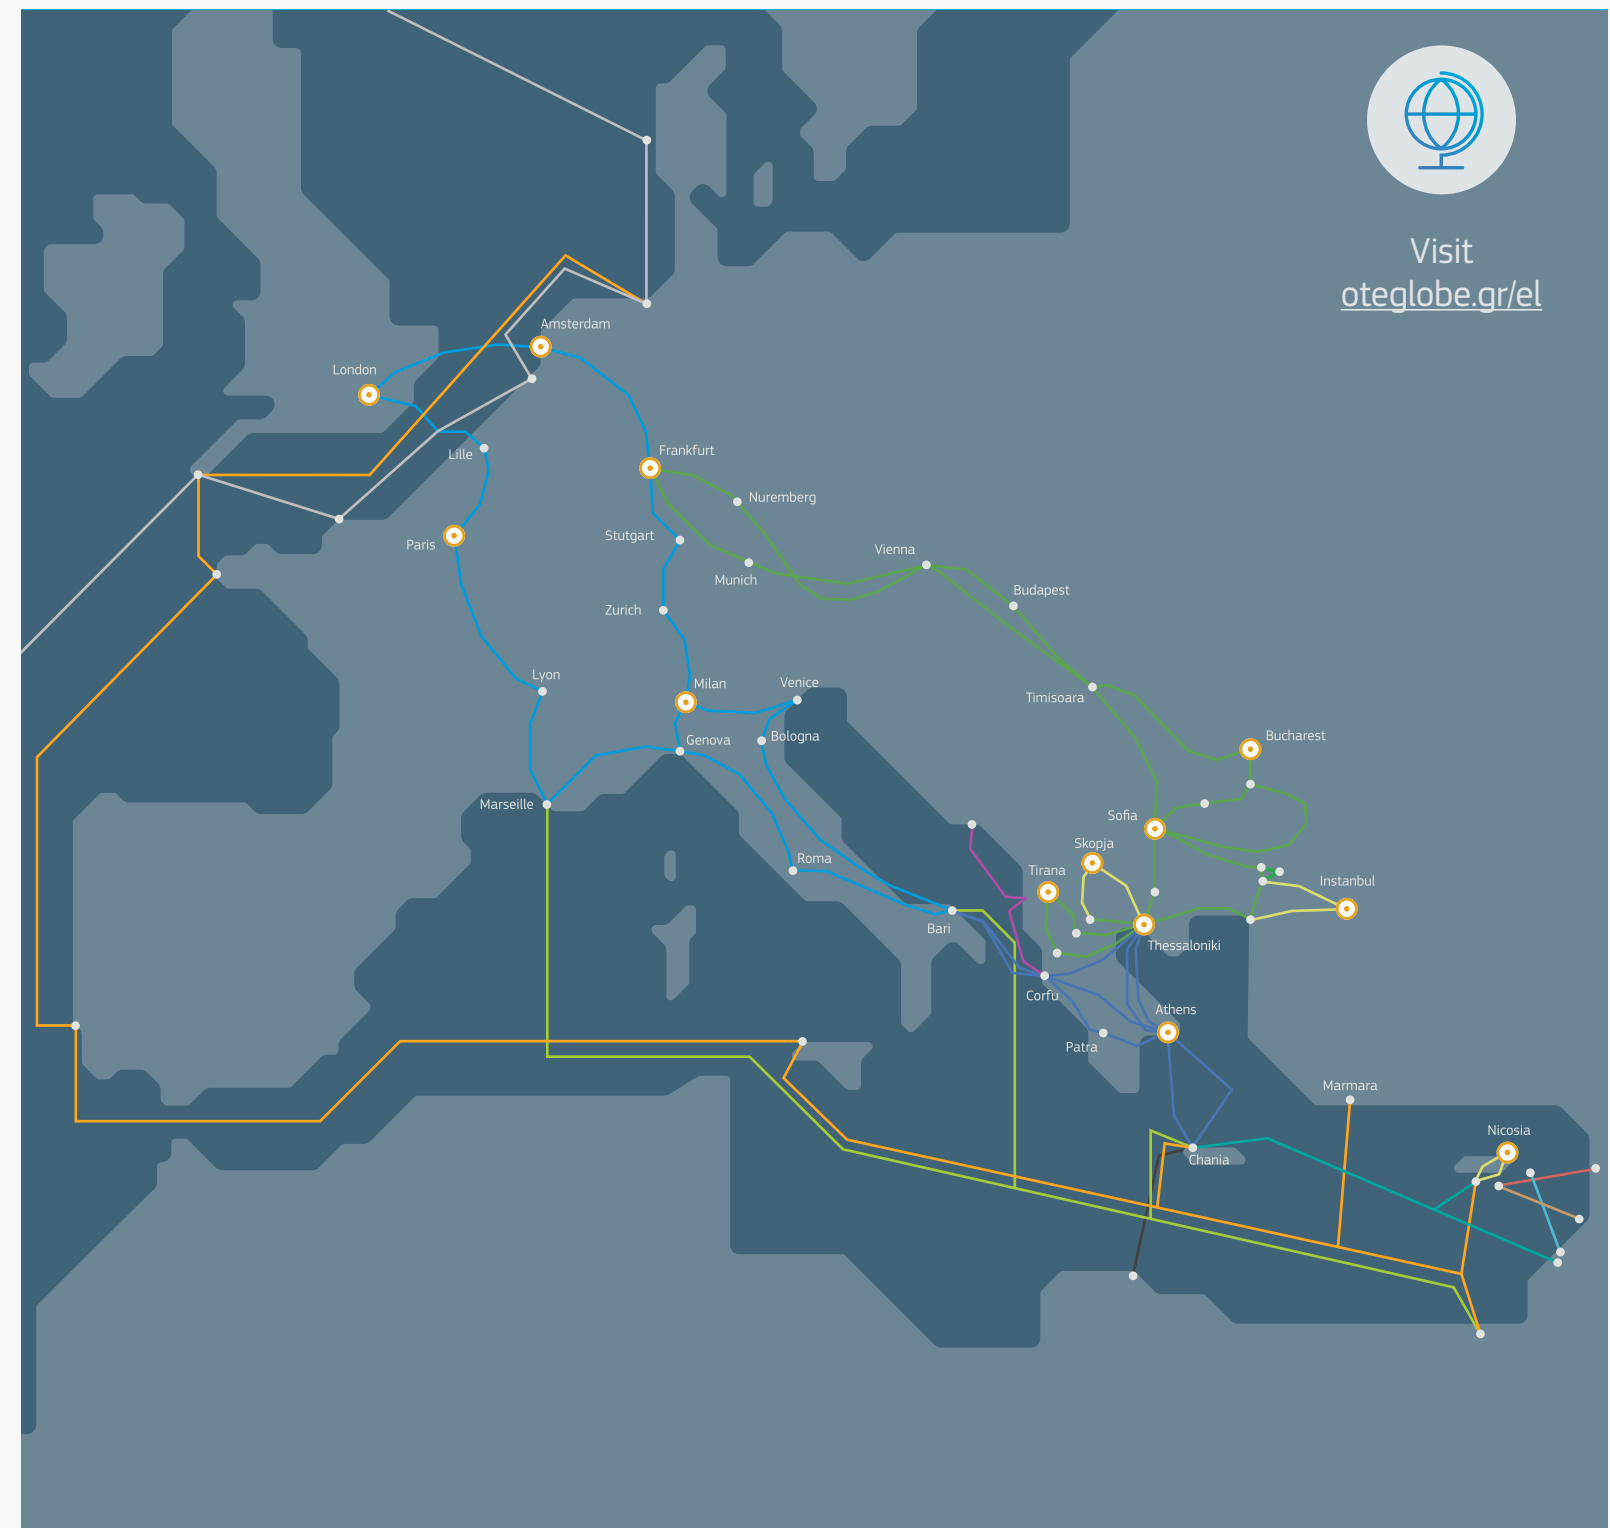 Visit
oteglobe.gr/el
Amsterdam
London
Lille
Frankfurt
Nuremberg
Paris
Stutgart
Vienna
Munich
Budapest
Zurich
Lyon
Milan
Venice
Timisoara
Genova
Bologna
Bucharest
Marseille
Sofia
Skopja
Roma
Tirana
Instanbul
Bari
Thessaloniki
Corfu
Athens
Patra
Marmara
Nicosia
Chania